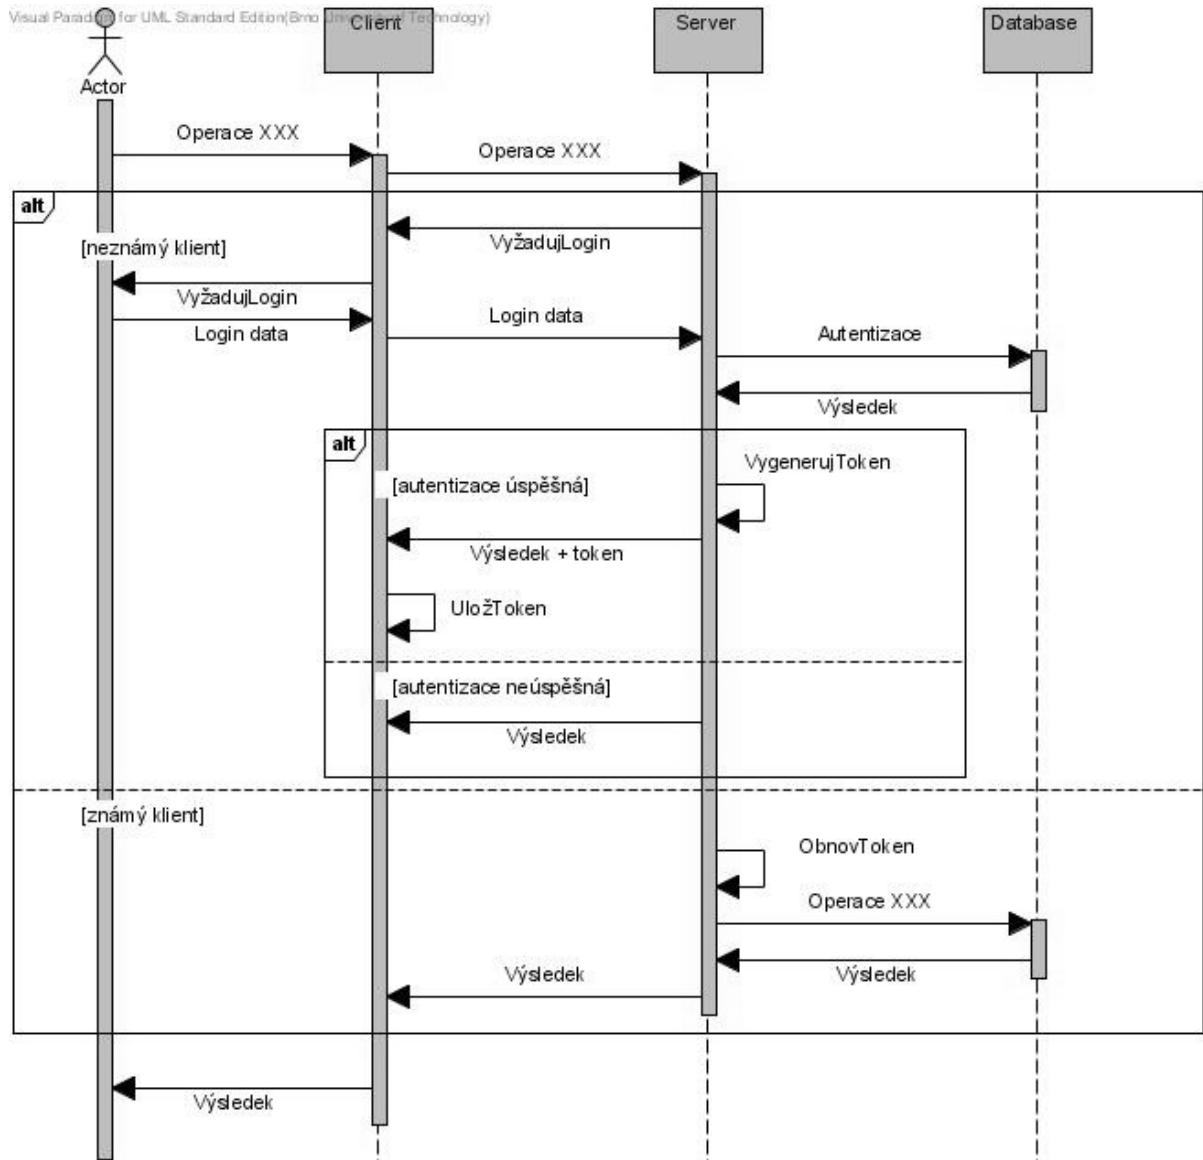 Visual Paradigm for UML Standard Edition(Brno University of Technology)
Client
Server
Database
Actor
Operace XXX
Operace XXX
alt
VyžadujLogin
[neznámý klient]
VyžadujLogin
Login data
Login data
Autentizace
Výsledek
alt
VygenerujToken
[autentizace úspěšná]
Výsledek + token
UložToken
[autentizace neúspěšná]
Výsledek
[známý klient]
ObnovToken
Operace XXX
Výsledek
Výsledek
Výsledek